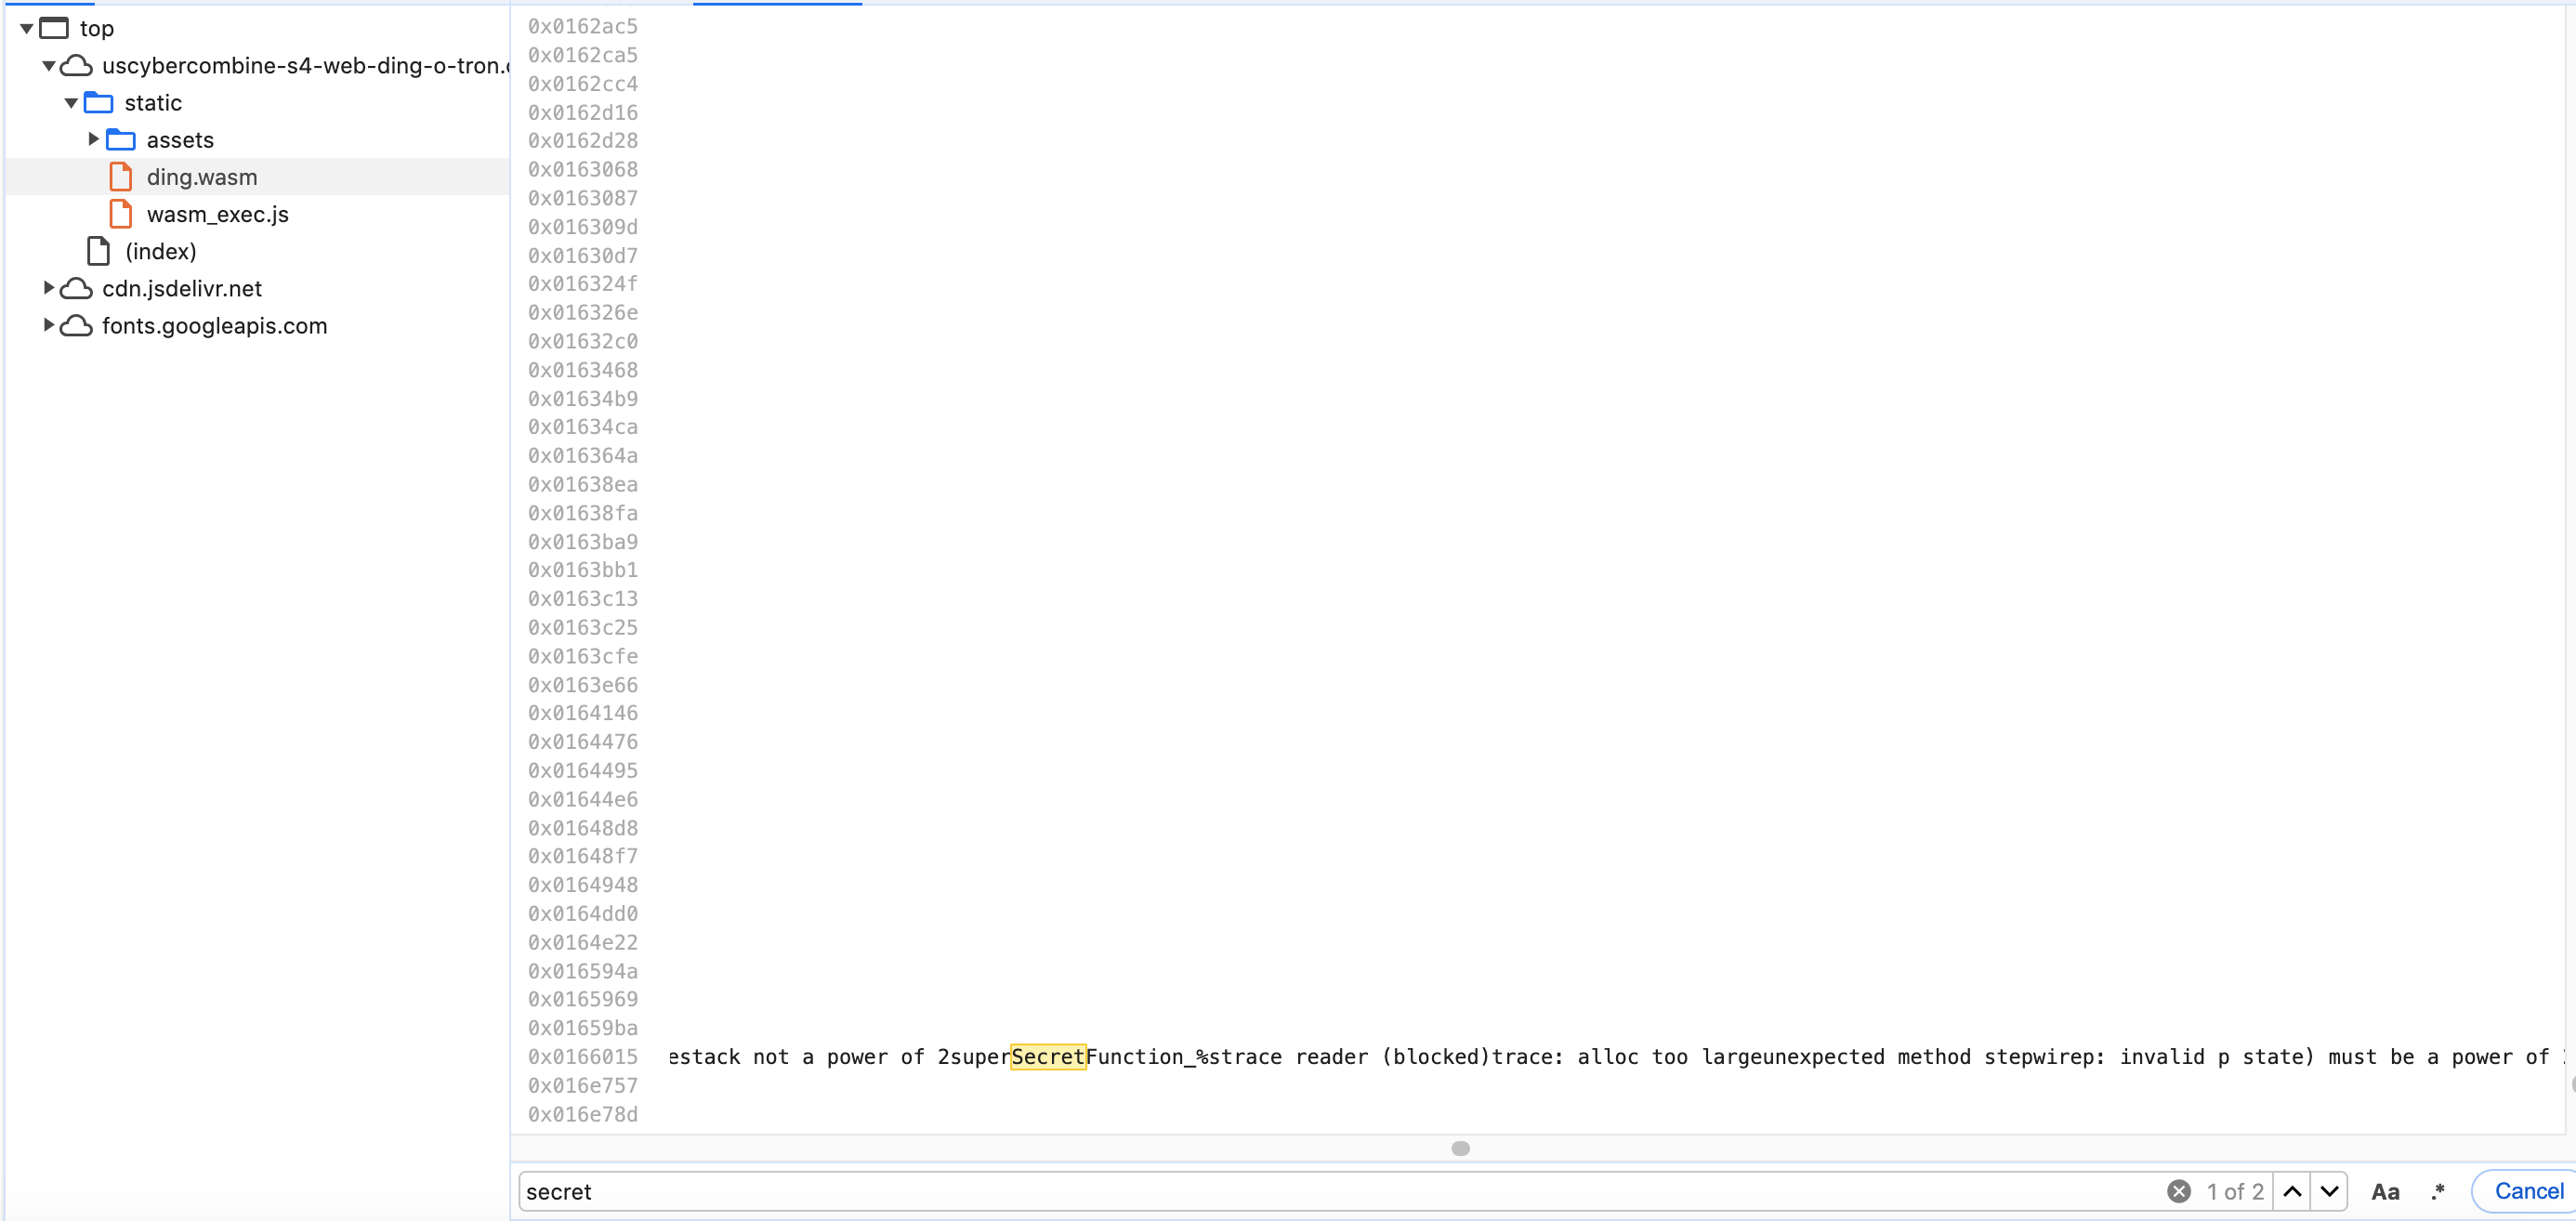 top
uscybercombine-s4-web-ding-o-tron.
static
assets
ding.wasm
wasm_exec.js
(index)
cdn.jsdelivr.net
fonts.googleapis.com
0x0162ac5
0x0162ca5
0x0162cc4
0x0162d16
0x0162d28
0x0163068
0x0163087
0x016309d
0x01630d7
0x016324f
0x016326e
0x01632c0
0x0163468
0x01634b9
0x01634ca
0x016364a
0x01638ea
0x01638fa
0x0163ba9
0x0163bb1
0x0163c13
0x0163c25
0x0163cfe
0x0163e66
0x0164146
0x0164476
0x0164495
0x01644e6
0x01648d8
0x01648f7
0x0164948
0x0164dd0
0x0164e22
0x016594a
0x0165969
0x01659ba
0x0166015 estack not a power of 2superSecretFunction_%strace reader (blocked)trace: alloc too largeunexpected method stepwirep: invalid p state) must be a power of
0x016e757
0x016e78d
secret 1 of 2 Aa .* Cancel